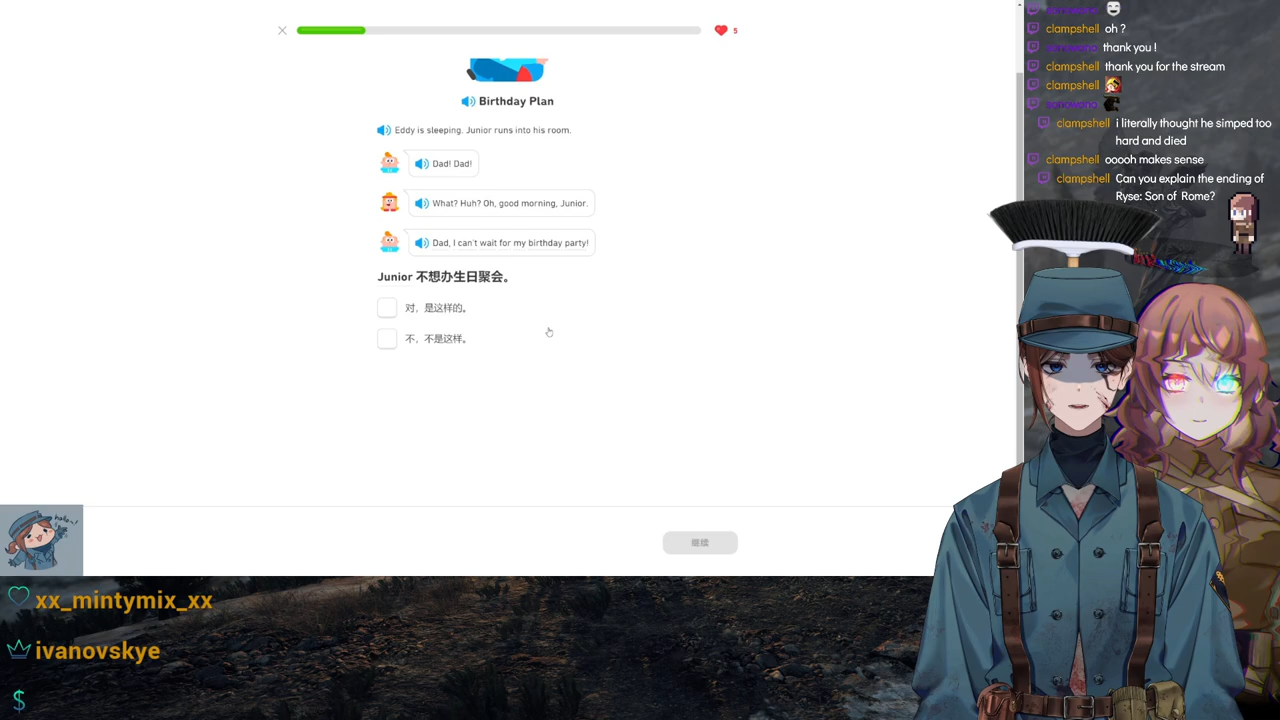 5
Birthday Plan
Eddy is sleeping. Junior runs into his room.
Dad! Dad!
What? Huh? Oh, good morning, Junior.
Dad, I can't wait for my birthday party!
Junior 不想办生日聚会。
对，是这样的。
不，不是这样。
继续
clampshell oh ?
thank you !
clampshell thank you for the stream
clampshell
clampshell i literally thought he simped too
hard and died
clampshell ooooh makes sense
clampshell Can you explain the ending of
Ryse: Son of Rome?
hello~!
xx_mintymix_xx
ivanovskye
$